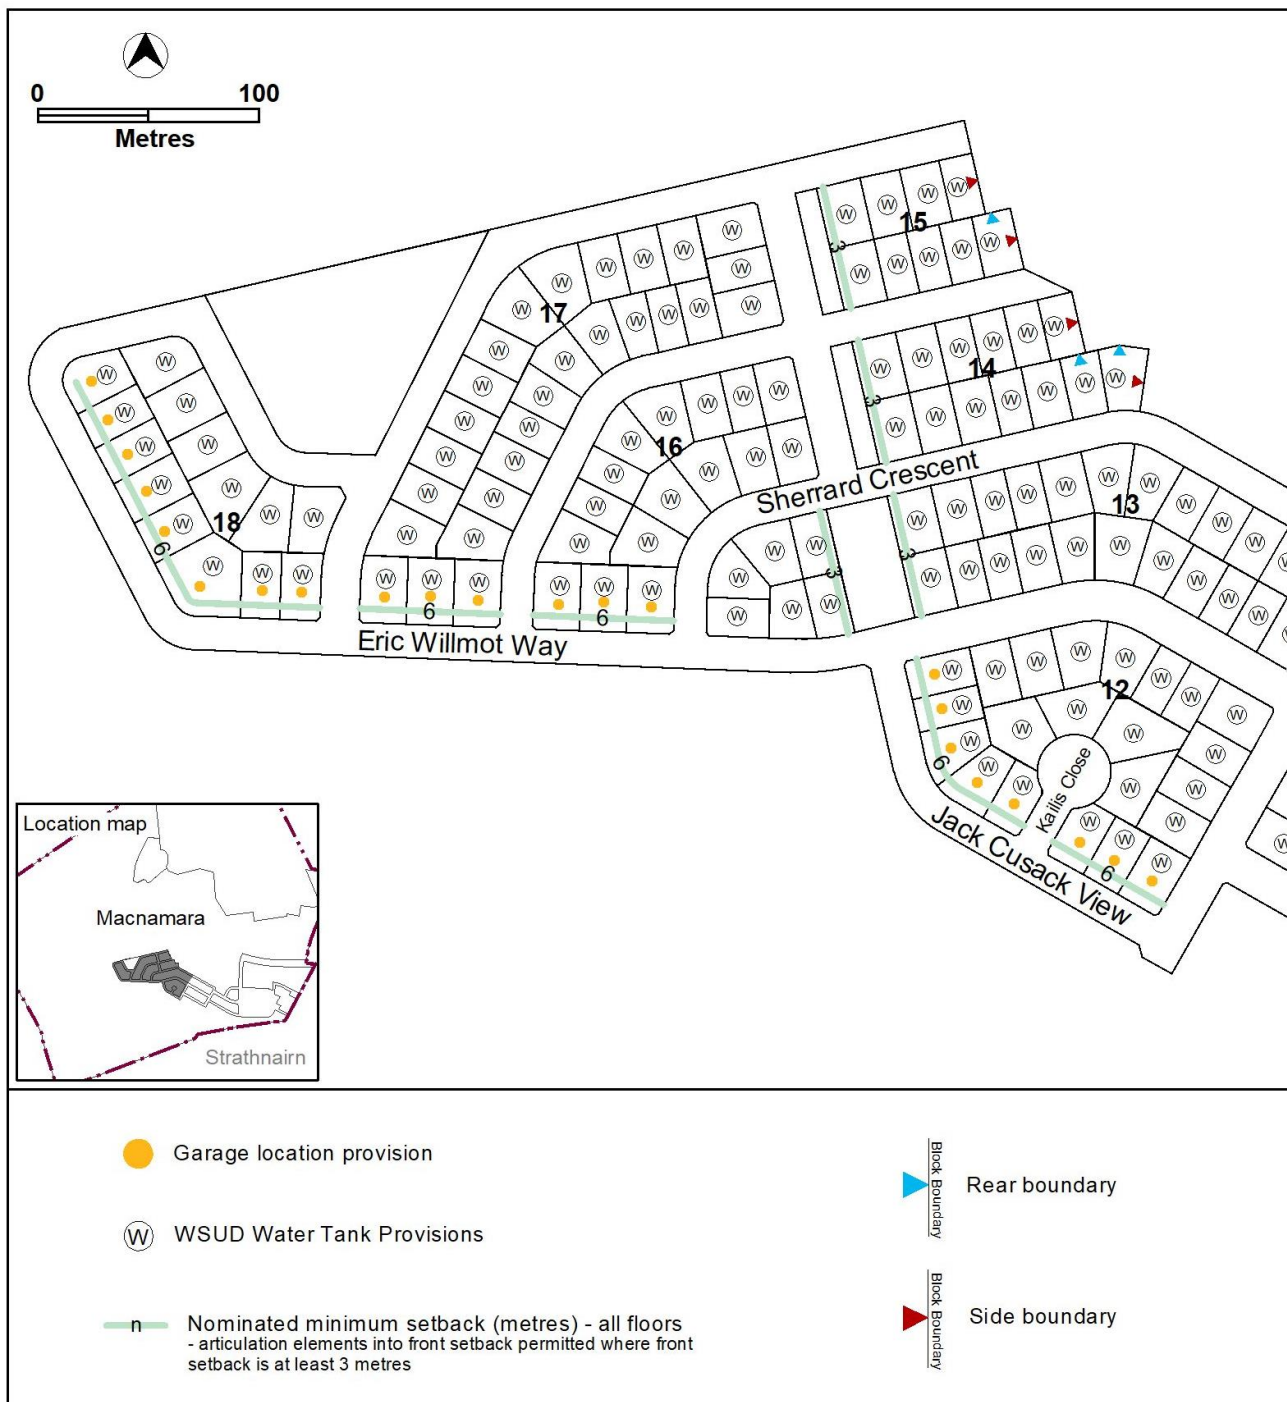 0 100
Metres
15
3
17
14
3
16
Sherrard Crescent
13
18
3
3
6
6
6
Eric Willmot Way
12
6
Kailis Close
Jack Cusack View
6
Location map
Macnamara
Strathnairn
Garage location provision
W WSUD Water Tank Provisions
n Nominated minimum setback (metres) - all floors
- articulation elements into front setback permitted where front
setback is at least 3 metres
Block Boundary
Rear boundary
Block Boundary
Side boundary